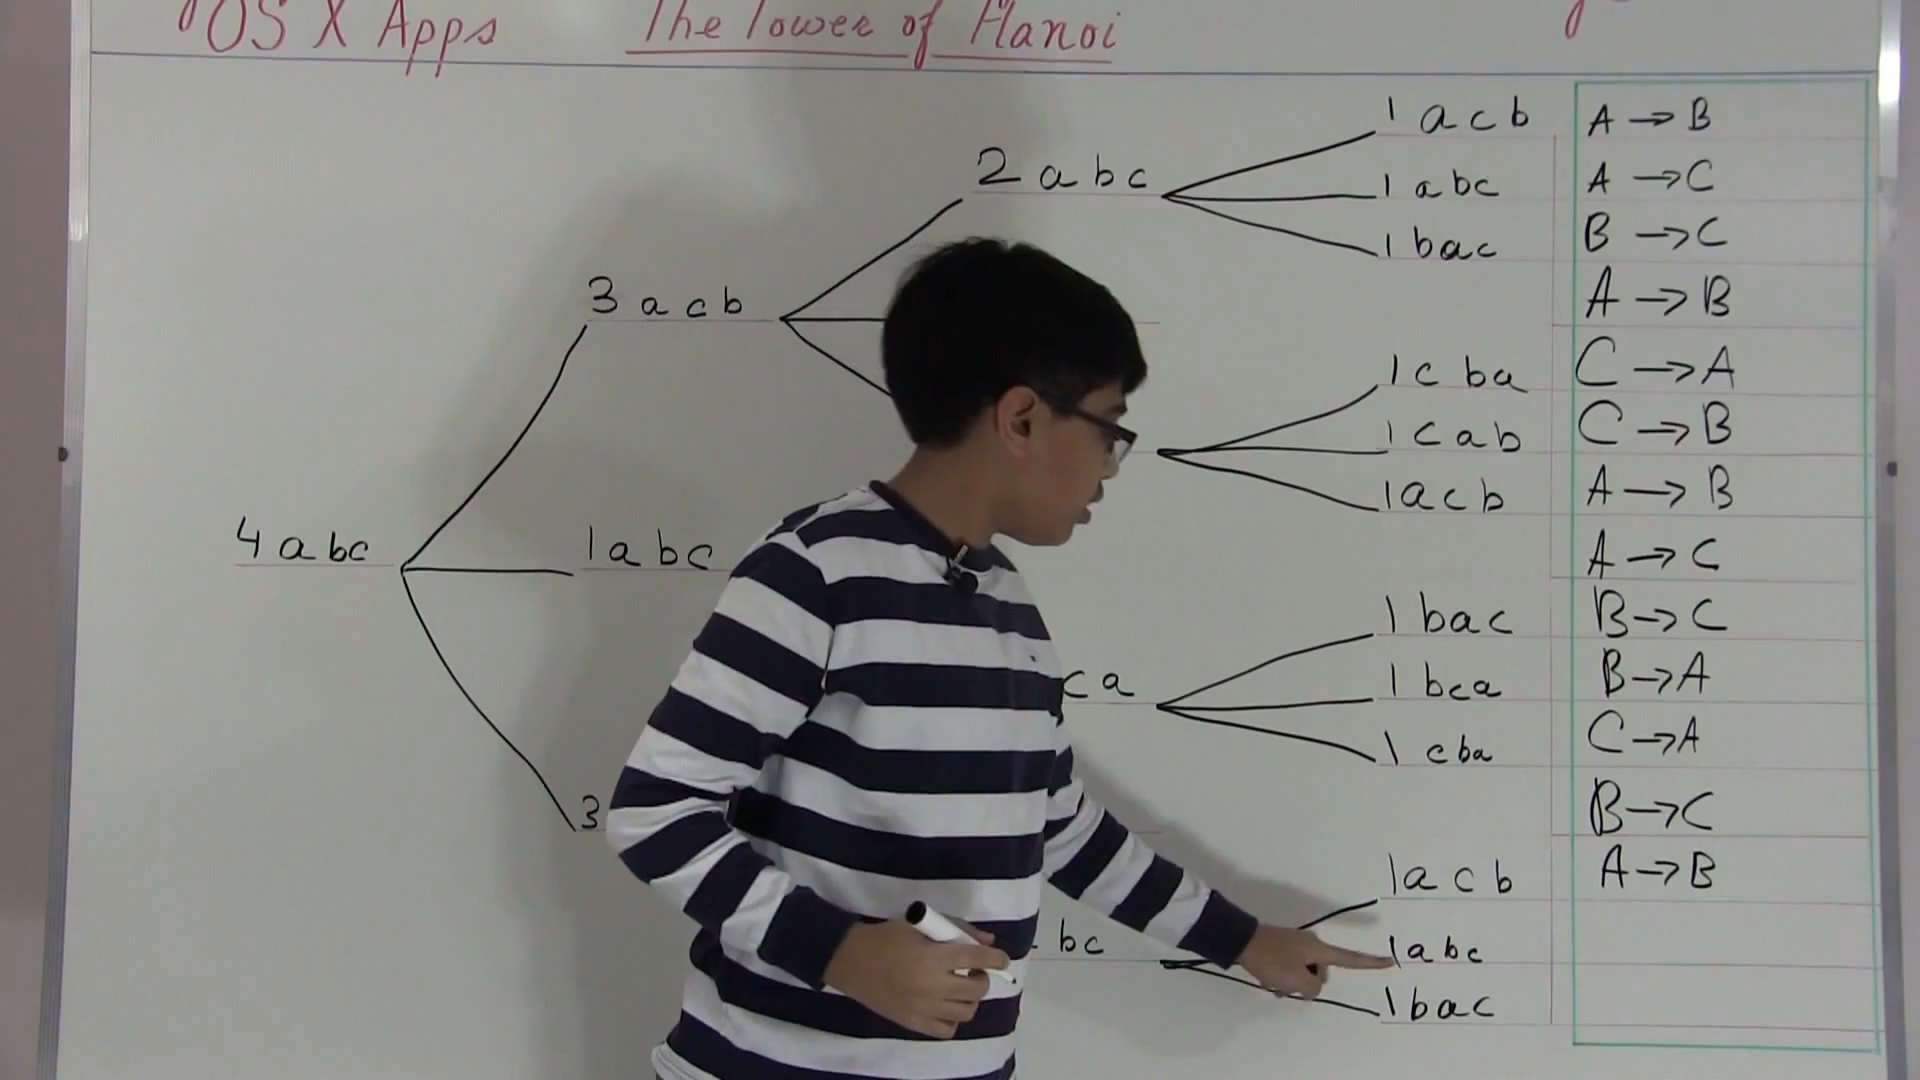 OS X Apps
The Tower of Hanoi
1 a c b
A → B
2 a b c
1 a b c
A → C
1 b a c
B → C
3 a c b
A → B
1 c b a
C → A
1 c a b
C → B
1 a c b
A → B
4 a b c
1 a b c
A → C
1 b a c
B → C
c a
1 b c a
B → A
1 c b a
C → A
3
B → C
1 a c b
A → B
b c
1 a b c
1 b a c